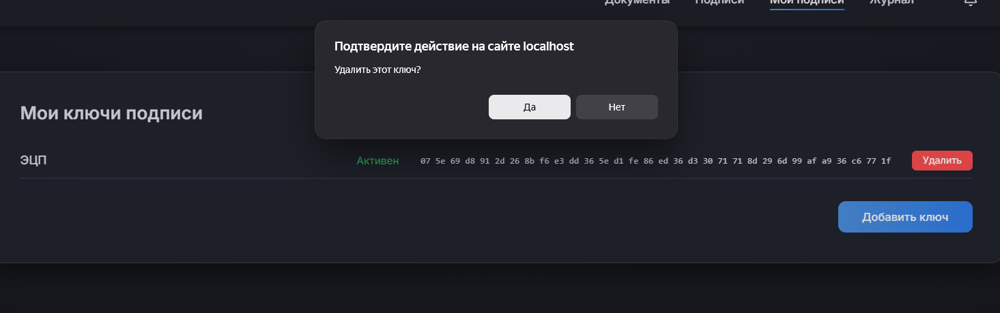 Документы Подписи Мои подписи Журнал
Подтвердите действие на сайте localhost
Удалить этот ключ?
Да Нет
Мои ключи подписи
ЭЦП Активен 07 5e 69 d8 91 2d 26 8b f6 e3 dd 36 5e d1 fe 86 ed 36 d3 30 71 71 8d 29 6d 99 af a9 36 c6 77 1f Удалить
Добавить ключ